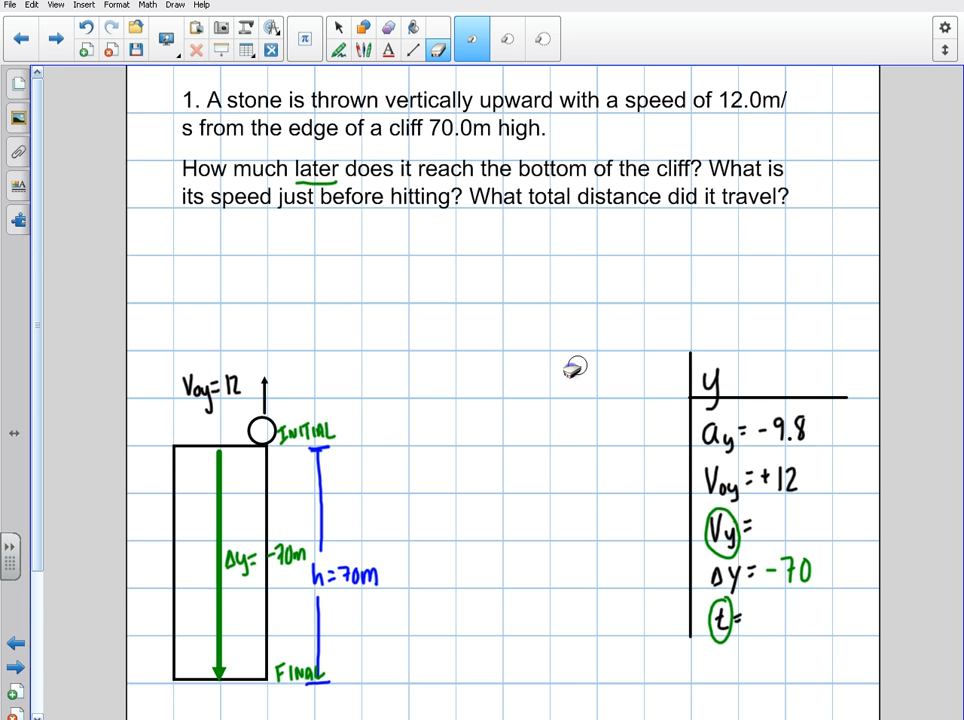 File Edit View Insert Format Math Draw Help
π
A
1. A stone is thrown vertically upward with a speed of 12.0m/
s from the edge of a cliff 70.0m high.
How much later does it reach the bottom of the cliff? What is
its speed just before hitting? What total distance did it travel?
Voy=12
INITIAL
Δy= -70m
h=70m
FINAL
y
ay= -9.8
Voy=+12
Vy=
Δy= -70
t=